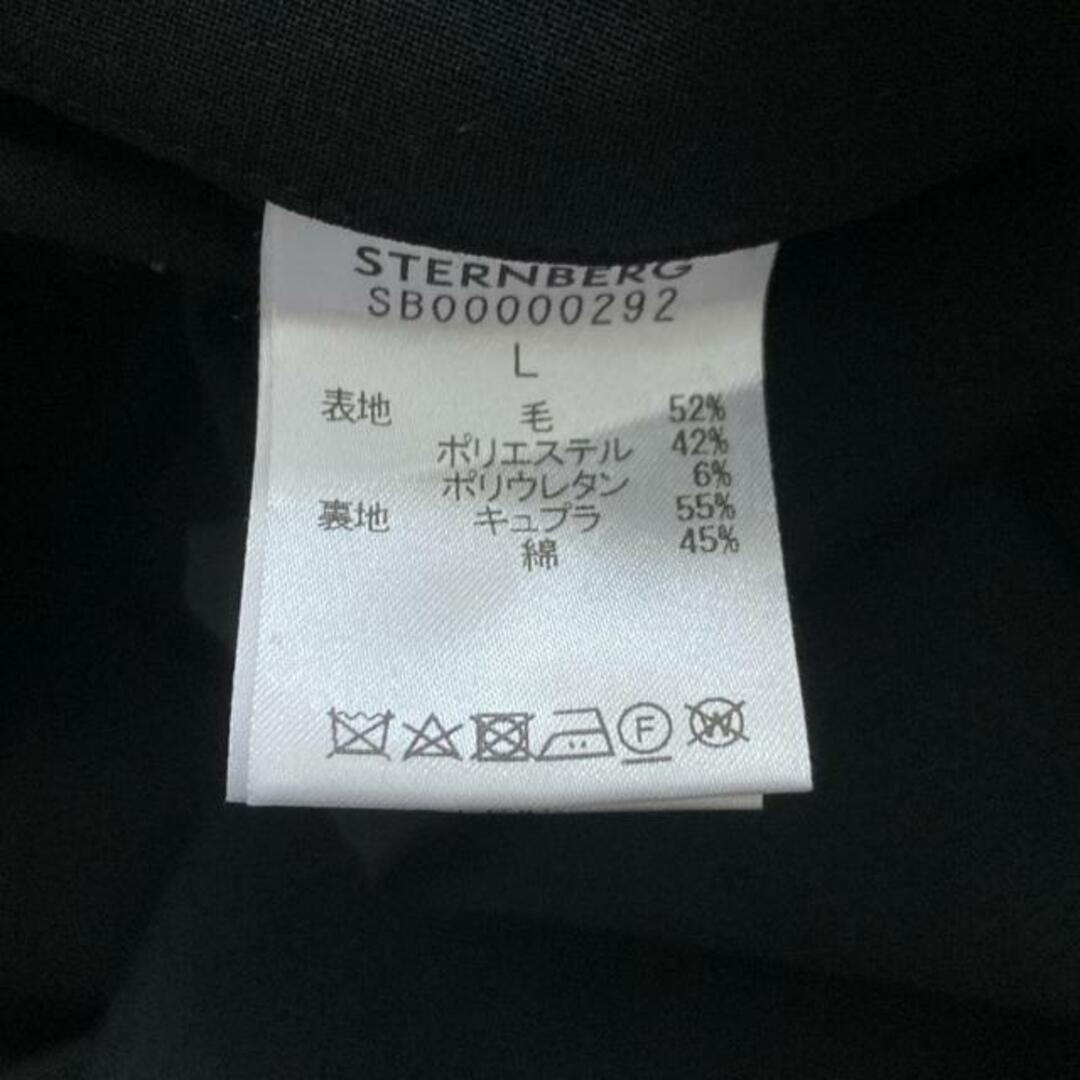 STERNBERG
SB00000292
L
表地 毛 52%
ポリエステル 42%
ポリウレタン 6%
裏地 キュプラ 55%
綿 45%
F
W